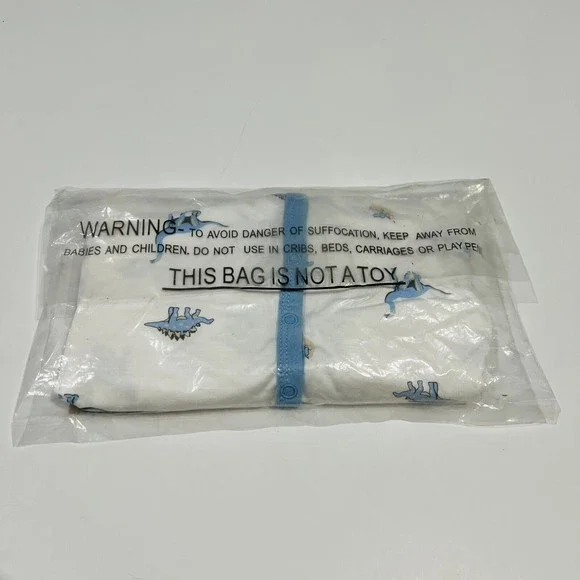 WARNING- TO AVOID DANGER OF SUFFOCATION, KEEP AWAY FROM
BABIES AND CHILDREN. DO NOT USE IN CRIBS, BEDS, CARRIAGES OR PLAY.PEN
THIS BAG IS NOT A TOY